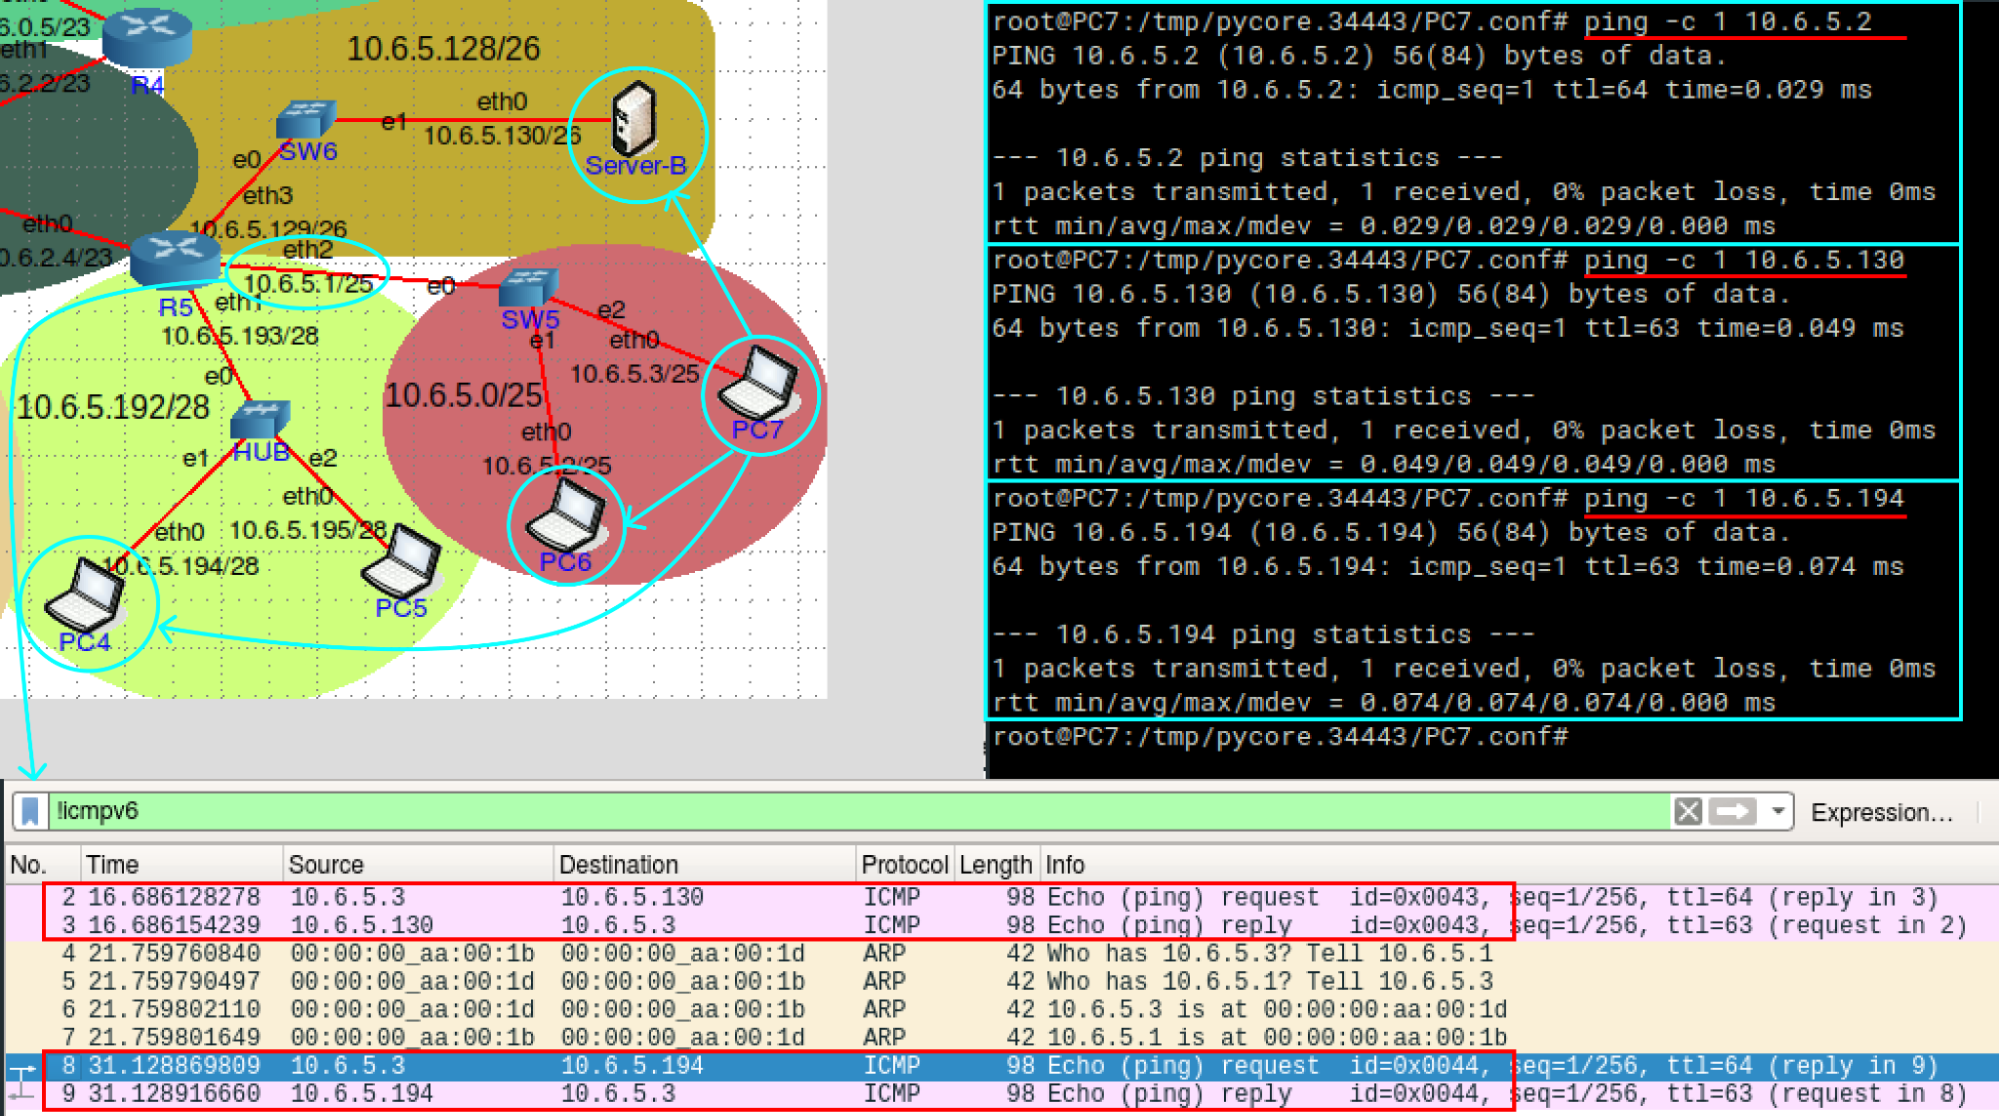 6.0.5/23
eth1
6.2.2/23
R4
10.6.5.128/26
eth0
e1
10.6.5.130/26
SW6
Server-B
e0
eth3
10.6.5.129/26
eth0
0.6.2.4/23
eth2
10.6.5.1/25
R5
eth1
10.6.5.193/28
e0
SW5
e2
e1
eth0
10.6.5.3/25
e0
10.6.5.192/28
10.6.5.0/25
PC7
eth0
10.6.5.2/25
HUB
e1
e2
eth0
10.6.5.195/28
eth0
10.6.5.194/28
PC6
PC5
PC4
root@PC7:/tmp/pycore.34443/PC7.conf# ping -c 1 10.6.5.2
PING 10.6.5.2 (10.6.5.2) 56(84) bytes of data.
64 bytes from 10.6.5.2: icmp_seq=1 ttl=64 time=0.029 ms
--- 10.6.5.2 ping statistics ---
1 packets transmitted, 1 received, 0% packet loss, time 0ms
rtt min/avg/max/mdev = 0.029/0.029/0.029/0.000 ms
root@PC7:/tmp/pycore.34443/PC7.conf# ping -c 1 10.6.5.130
PING 10.6.5.130 (10.6.5.130) 56(84) bytes of data.
64 bytes from 10.6.5.130: icmp_seq=1 ttl=63 time=0.049 ms
--- 10.6.5.130 ping statistics ---
1 packets transmitted, 1 received, 0% packet loss, time 0ms
rtt min/avg/max/mdev = 0.049/0.049/0.049/0.000 ms
root@PC7:/tmp/pycore.34443/PC7.conf# ping -c 1 10.6.5.194
PING 10.6.5.194 (10.6.5.194) 56(84) bytes of data.
64 bytes from 10.6.5.194: icmp_seq=1 ttl=63 time=0.074 ms
--- 10.6.5.194 ping statistics ---
1 packets transmitted, 1 received, 0% packet loss, time 0ms
rtt min/avg/max/mdev = 0.074/0.074/0.074/0.000 ms
root@PC7:/tmp/pycore.34443/PC7.conf#
!icmpv6 Expression…
No. Time Source Destination Protocol Length Info
2 16.686128278 10.6.5.3 10.6.5.130 ICMP 98 Echo (ping) request id=0x0043, seq=1/256, ttl=64 (reply in 3)
3 16.686154239 10.6.5.130 10.6.5.3 ICMP 98 Echo (ping) reply id=0x0043, seq=1/256, ttl=63 (request in 2)
4 21.759760840 00:00:00_aa:00:1b 00:00:00_aa:00:1d ARP 42 Who has 10.6.5.3? Tell 10.6.5.1
5 21.759790497 00:00:00_aa:00:1d 00:00:00_aa:00:1b ARP 42 Who has 10.6.5.1? Tell 10.6.5.3
6 21.759802110 00:00:00_aa:00:1d 00:00:00_aa:00:1b ARP 42 10.6.5.3 is at 00:00:00:aa:00:1d
7 21.759801649 00:00:00_aa:00:1b 00:00:00_aa:00:1d ARP 42 10.6.5.1 is at 00:00:00:aa:00:1b
8 31.128869809 10.6.5.3 10.6.5.194 ICMP 98 Echo (ping) request id=0x0044, seq=1/256, ttl=64 (reply in 9)
9 31.128916660 10.6.5.194 10.6.5.3 ICMP 98 Echo (ping) reply id=0x0044, seq=1/256, ttl=63 (request in 8)